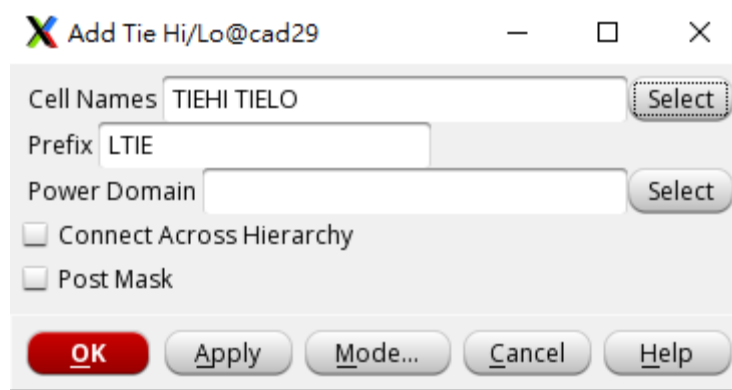 Add Tie Hi/Lo@cad29
Cell Names TIEHI TIELO Select
Prefix LTIE
Power Domain Select
Connect Across Hierarchy
Post Mask
OK Apply Mode... Cancel Help